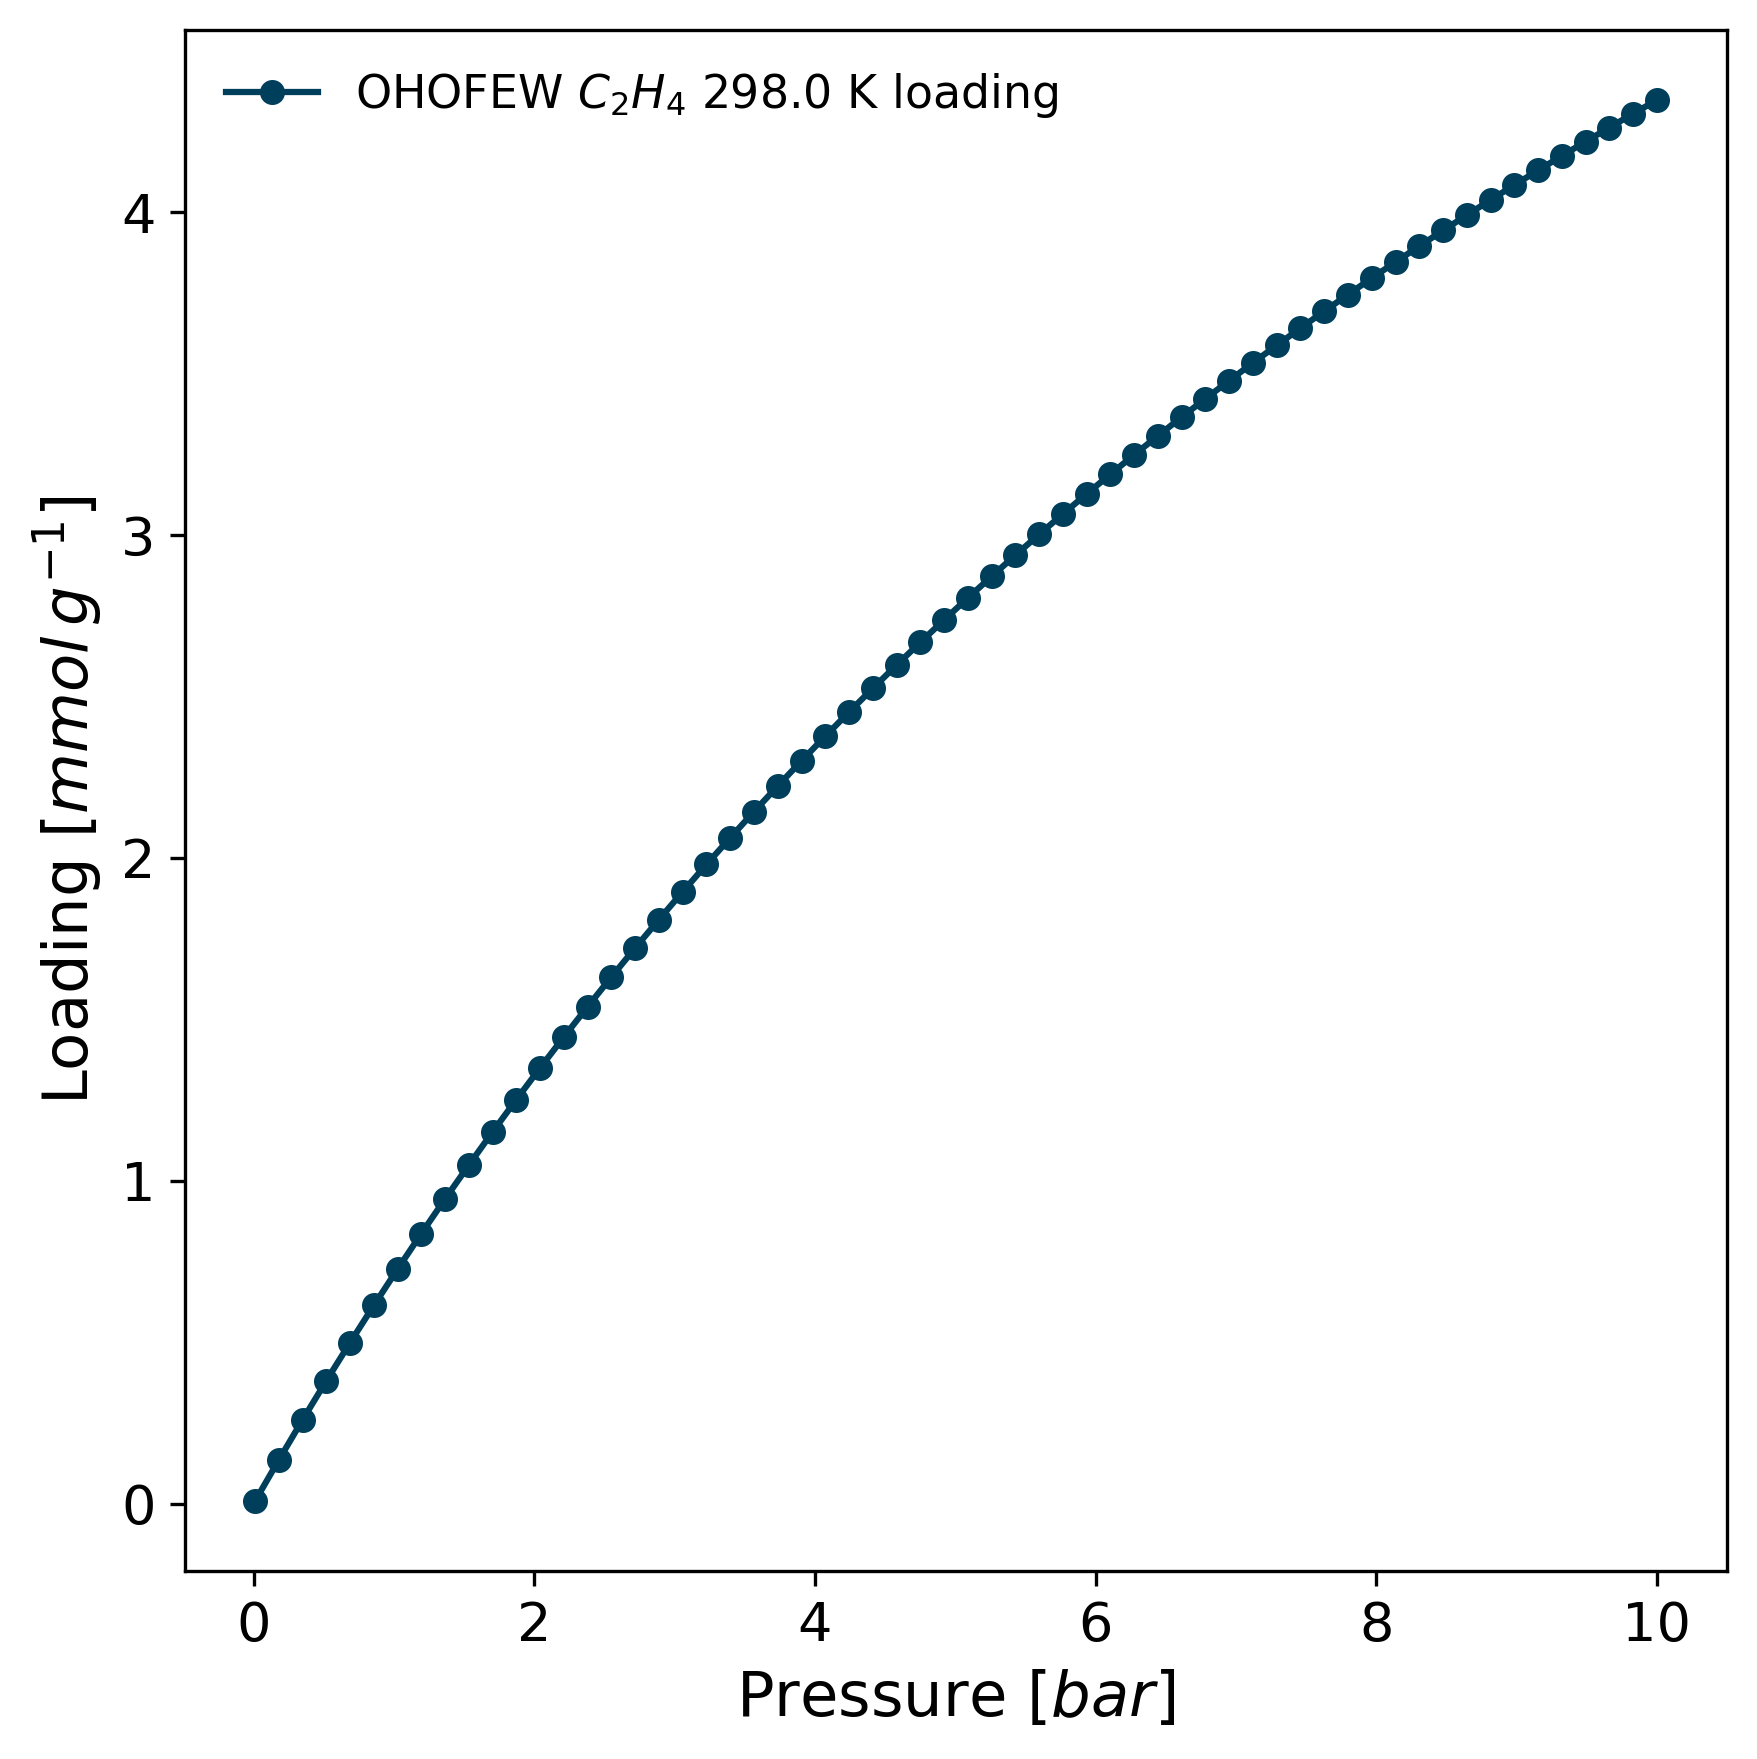 OHOFEW C₂H₄ 298.0 K loading
4
3
2
1
0
Loading [mmol g⁻¹]
0 2 4 6 8 10
Pressure [bar]